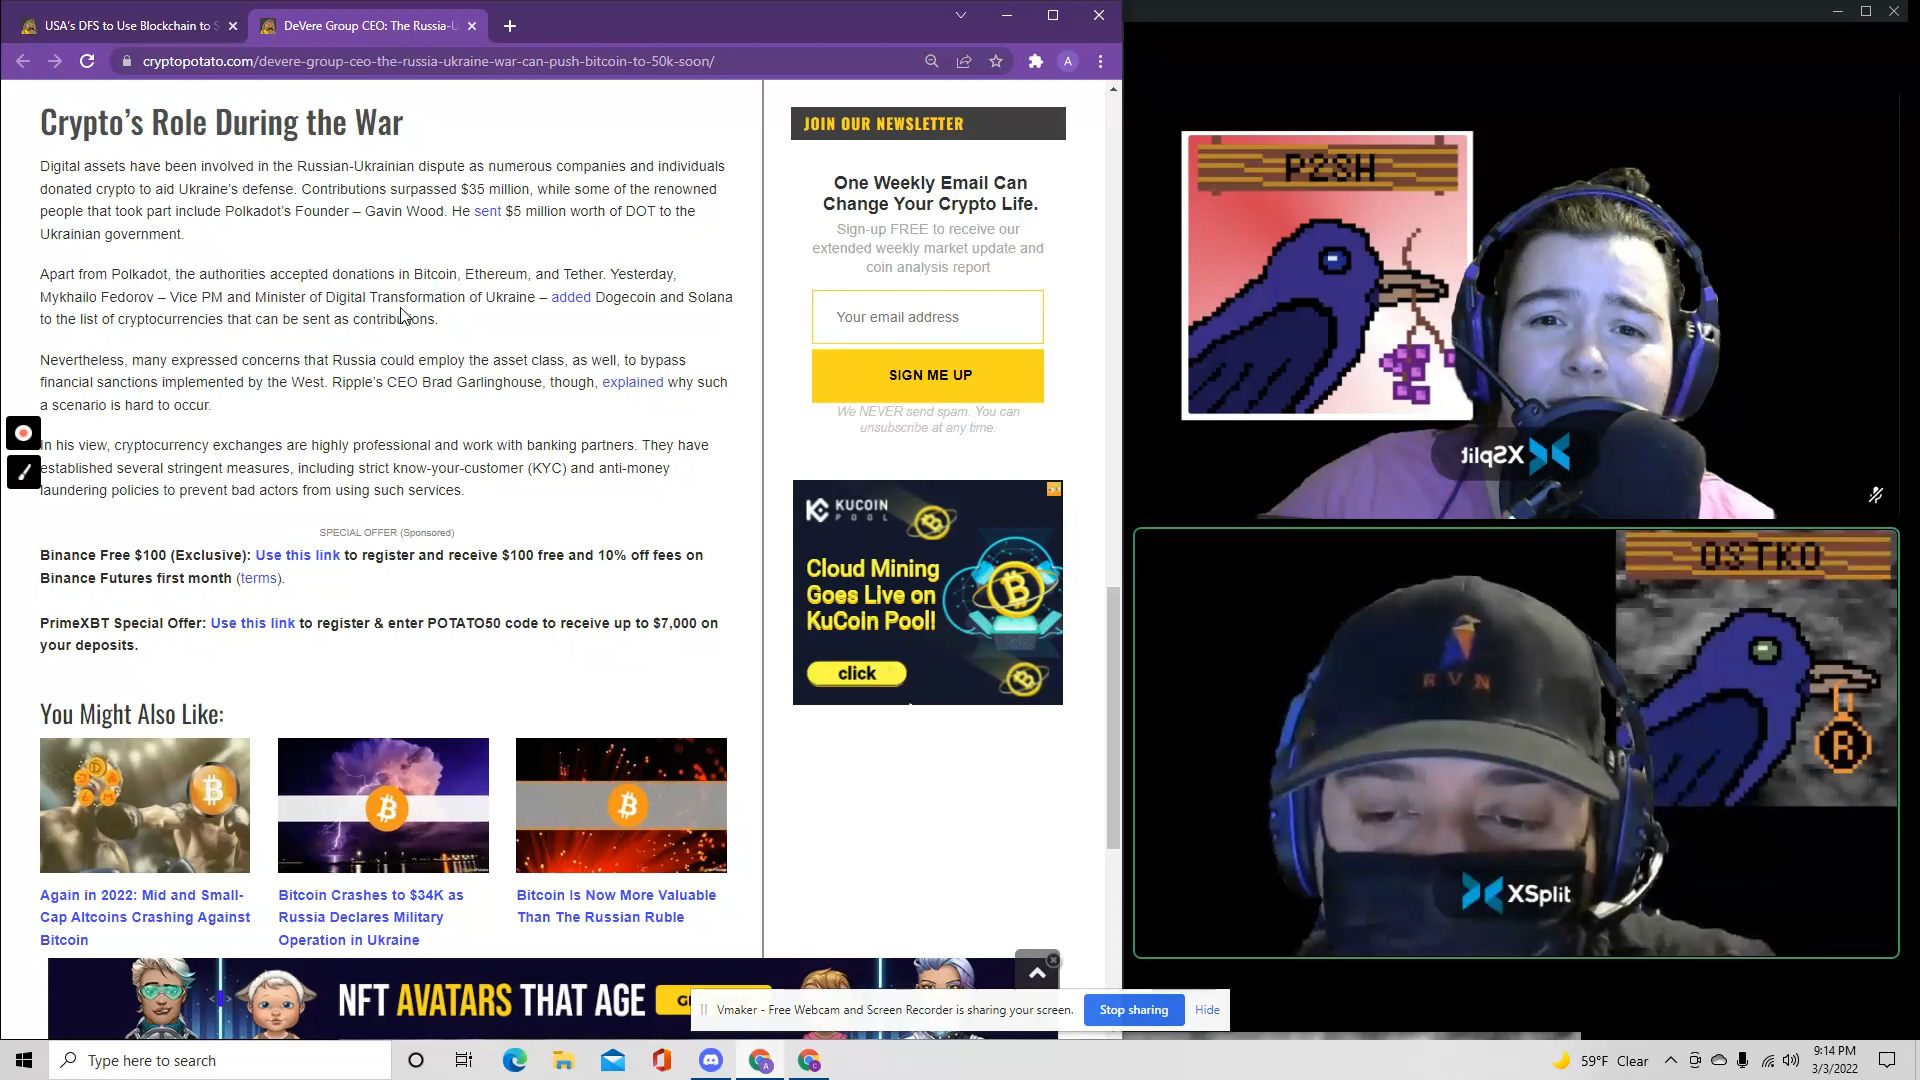 USA's DFS to Use Blockchain to S
DeVere Group CEO: The Russia-U
cryptopotato.com/devere-group-ceo-the-russia-ukraine-war-can-push-bitcoin-to-50k-soon/
A
Crypto's Role During the War
Digital assets have been involved in the Russian-Ukrainian dispute as numerous companies and individuals
donated crypto to aid Ukraine's defense. Contributions surpassed $35 million, while some of the renowned
people that took part include Polkadot's Founder – Gavin Wood. He sent $5 million worth of DOT to the
Ukrainian government.
Apart from Polkadot, the authorities accepted donations in Bitcoin, Ethereum, and Tether. Yesterday,
Mykhailo Fedorov – Vice PM and Minister of Digital Transformation of Ukraine – added Dogecoin and Solana
to the list of cryptocurrencies that can be sent as contributions.
Nevertheless, many expressed concerns that Russia could employ the asset class, as well, to bypass
financial sanctions implemented by the West. Ripple's CEO Brad Garlinghouse, though, explained why such
a scenario is hard to occur.
In his view, cryptocurrency exchanges are highly professional and work with banking partners. They have
established several stringent measures, including strict know-your-customer (KYC) and anti-money
laundering policies to prevent bad actors from using such services.
SPECIAL OFFER (Sponsored)
Binance Free $100 (Exclusive): Use this link to register and receive $100 free and 10% off fees on
Binance Futures first month (terms).
PrimeXBT Special Offer: Use this link to register & enter POTATO50 code to receive up to $7,000 on
your deposits.
You Might Also Like:
Again in 2022: Mid and Small-
Cap Altcoins Crashing Against
Bitcoin
Bitcoin Crashes to $34K as
Russia Declares Military
Operation in Ukraine
Bitcoin Is Now More Valuable
Than The Russian Ruble
JOIN OUR NEWSLETTER
One Weekly Email Can
Change Your Crypto Life.
Sign-up FREE to receive our
extended weekly market update and
coin analysis report
Your email address
SIGN ME UP
We NEVER send spam. You can
unsubscribe at any time.
KUCOIN
POOL
Cloud Mining
Goes Live on
KuCoin Pool!
click
NFT AVATARS THAT AGE
Vmaker - Free Webcam and Screen Recorder is sharing your screen.
Stop sharing
Hide
P2SH
XSplit
OSTKO
R
RVN
XSplit
Type here to search
59°F Clear
9:14 PM
3/3/2022